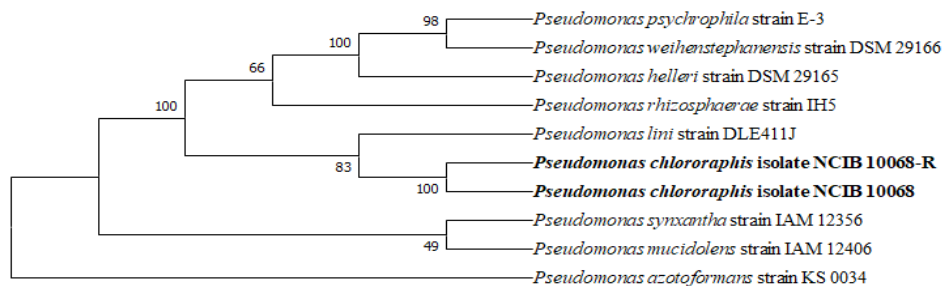 98
Pseudomonas psychrophila strain E-3
100
Pseudomonas weihenstephanensis strain DSM 29166
66
Pseudomonas helleri strain DSM 29165
100
Pseudomonas rhizosphaerae strain IH5
Pseudomonas lini strain DLE411J
83
Pseudomonas chlororaphis isolate NCIB 10068-R
100
Pseudomonas chlororaphis isolate NCIB 10068
Pseudomonas synxantha strain IAM 12356
49
Pseudomonas mucidolens strain IAM 12406
Pseudomonas azotoformans strain KS 0034